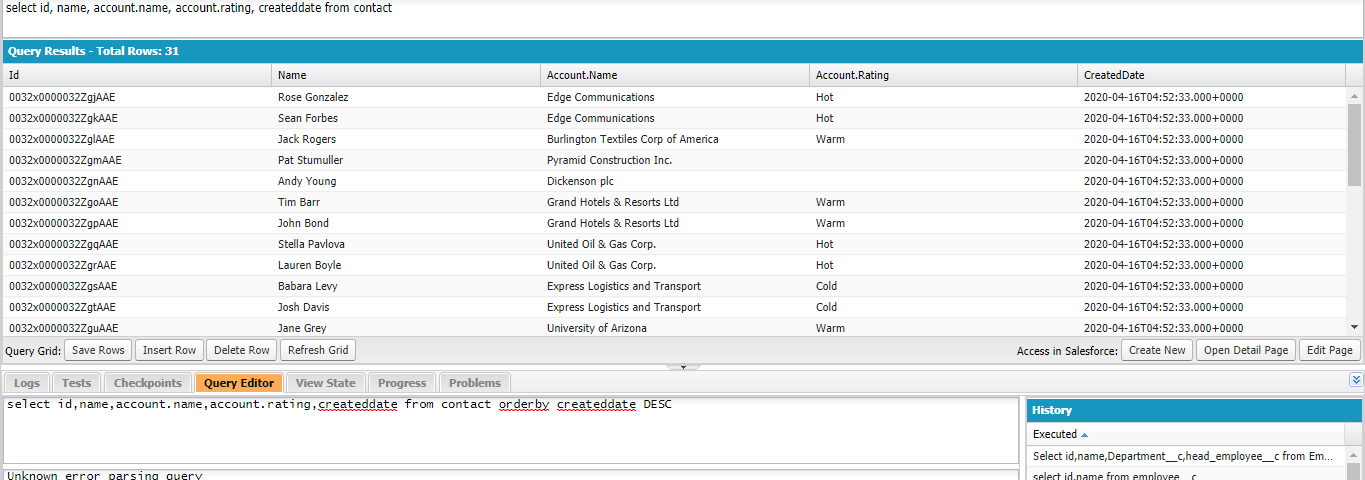 select id, name, account.name, account.rating, createddate from contact
Query Results - Total Rows: 31
Id Name Account.Name Account.Rating CreatedDate
0032x0000032ZgjAAE Rose Gonzalez Edge Communications Hot 2020-04-16T04:52:33.000+0000
0032x0000032ZgkAAE Sean Forbes Edge Communications Hot 2020-04-16T04:52:33.000+0000
0032x0000032ZglAAE Jack Rogers Burlington Textiles Corp of America Warm 2020-04-16T04:52:33.000+0000
0032x0000032ZgmAAE Pat Stumuller Pyramid Construction Inc. 2020-04-16T04:52:33.000+0000
0032x0000032ZgnAAE Andy Young Dickenson plc 2020-04-16T04:52:33.000+0000
0032x0000032ZgoAAE Tim Barr Grand Hotels & Resorts Ltd Warm 2020-04-16T04:52:33.000+0000
0032x0000032ZgpAAE John Bond Grand Hotels & Resorts Ltd Warm 2020-04-16T04:52:33.000+0000
0032x0000032ZgqAAE Stella Pavlova United Oil & Gas Corp. Hot 2020-04-16T04:52:33.000+0000
0032x0000032ZgrAAE Lauren Boyle United Oil & Gas Corp. Hot 2020-04-16T04:52:33.000+0000
0032x0000032ZgsAAE Babara Levy Express Logistics and Transport Cold 2020-04-16T04:52:33.000+0000
0032x0000032ZgtAAE Josh Davis Express Logistics and Transport Cold 2020-04-16T04:52:33.000+0000
0032x0000032ZguAAE Jane Grey University of Arizona Warm 2020-04-16T04:52:33.000+0000
Query Grid: Save Rows Insert Row Delete Row Refresh Grid Access in Salesforce: Create New Open Detail Page Edit Page
Logs Tests Checkpoints Query Editor View State Progress Problems
select id,name,account.name,account.rating,createddate from contact orderby createddate DESC
History
Executed
Select id,name,Department__c,head_employee__c from Em...
select id,name from employee__c
Unknown error parsing query